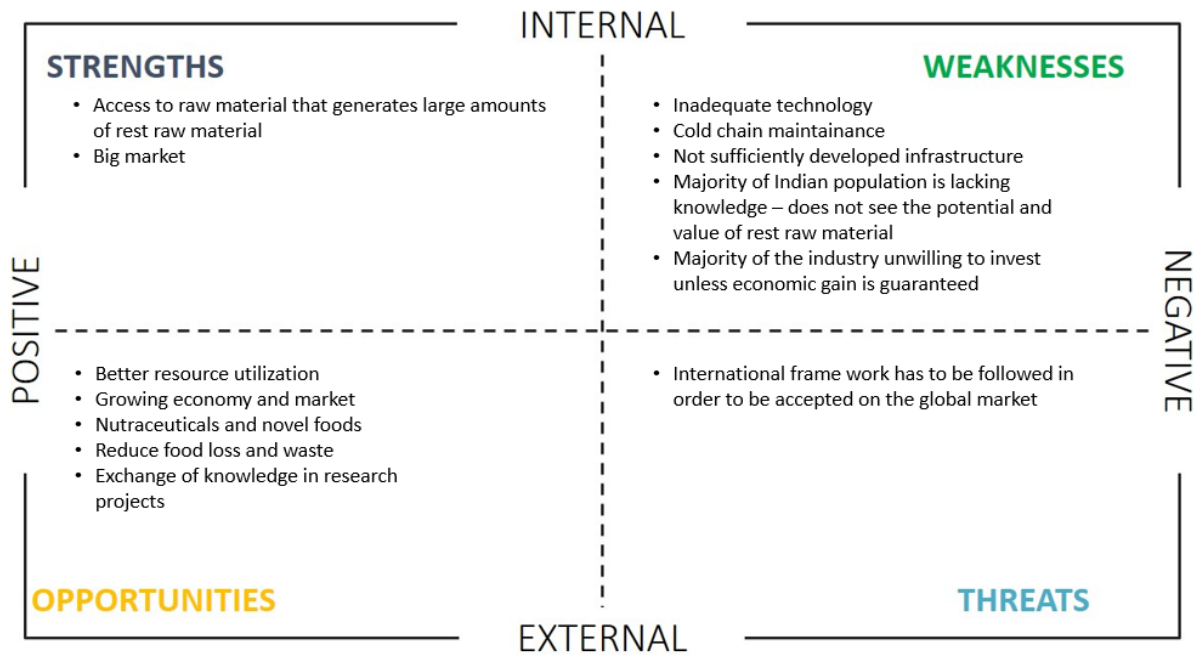 INTERNAL
STRENGTHS
• Access to raw material that generates large amounts
of rest raw material
• Big market
WEAKNESSES
• Inadequate technology
• Cold chain maintainance
• Not sufficiently developed infrastructure
• Majority of Indian population is lacking
knowledge – does not see the potential and
value of rest raw material
• Majority of the industry unwilling to invest
unless economic gain is guaranteed
POSITIVE
NEGATIVE
• Better resource utilization
• Growing economy and market
• Nutraceuticals and novel foods
• Reduce food loss and waste
• Exchange of knowledge in research
projects
OPPORTUNITIES
• International frame work has to be followed in
order to be accepted on the global market
THREATS
EXTERNAL